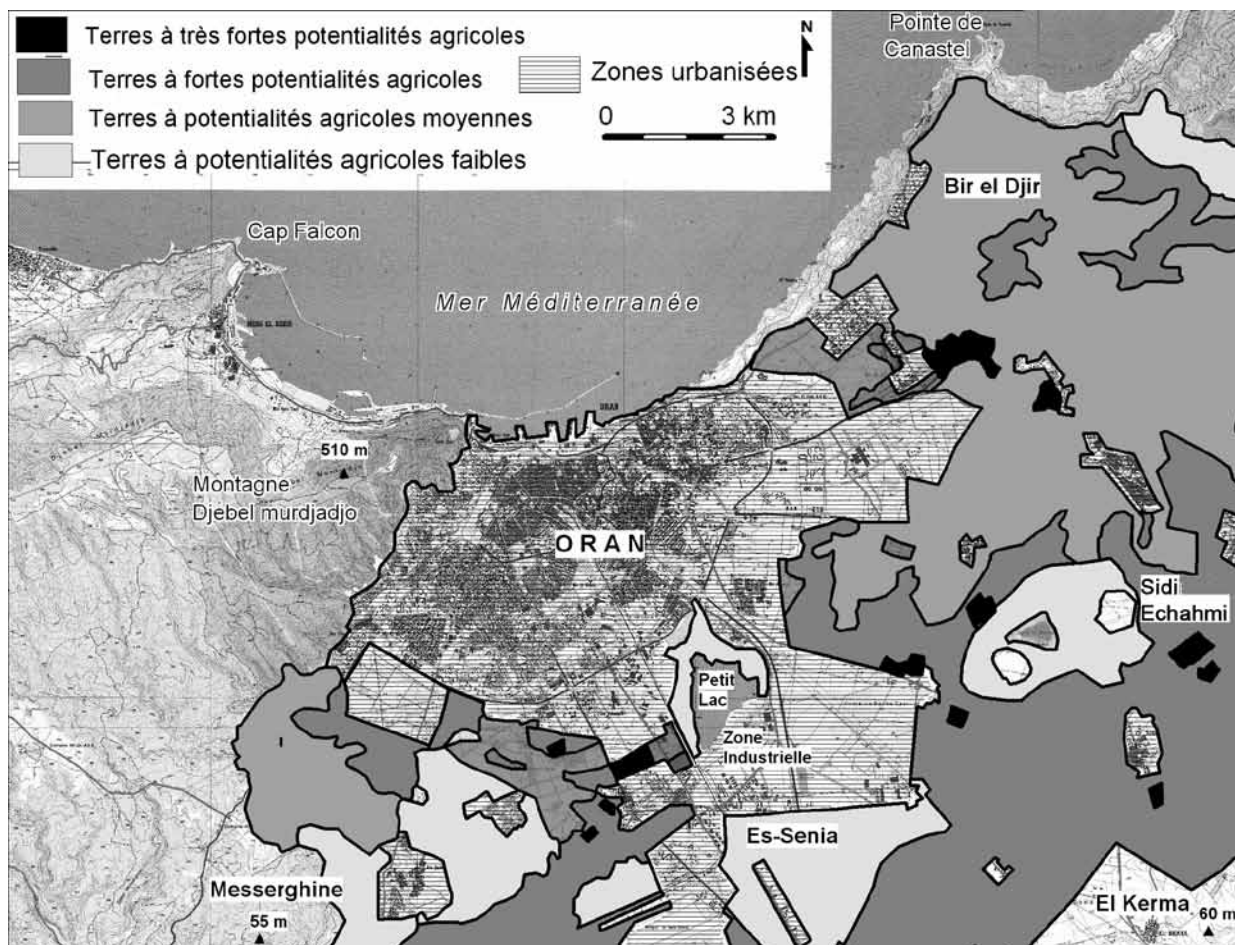 Terres à très fortes potentialités agricoles
Terres à fortes potentialités agricoles
Terres à potentialités agricoles moyennes
Terres à potentialités agricoles faibles
Zones urbanisées
N
0 3 km
Pointe de
Canastel
Bir el Djir
Cap Falcon
Mer Méditerranée
ORAN
510 m
Montagne
Djebel murdjadjo
ORAN
Sidi
Echahmi
Petit
Lac
Zone
Industrielle
Es-Senia
Messerghine
55 m
El Kerma
60 m